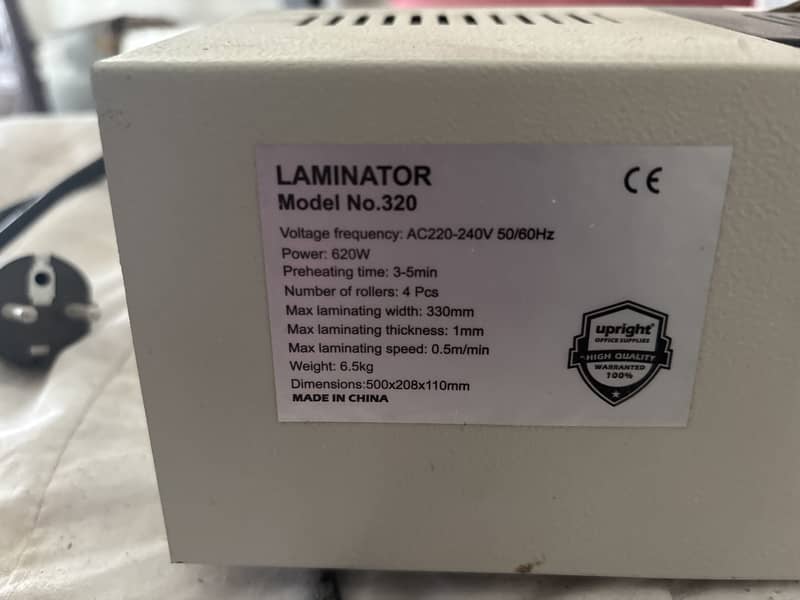 LAMINATOR
Model No.320
CE
Voltage frequency: AC220-240V 50/60Hz
Power: 620W
Preheating time: 3-5min
Number of rollers: 4 Pcs
Max laminating width: 330mm
Max laminating thickness: 1mm
Max laminating speed: 0.5m/min
Weight: 6.5kg
Dimensions:500x208x110mm
MADE IN CHINA
upright®
OFFICE SUPPLIES
HIGH QUALITY
WARRANTED
100%